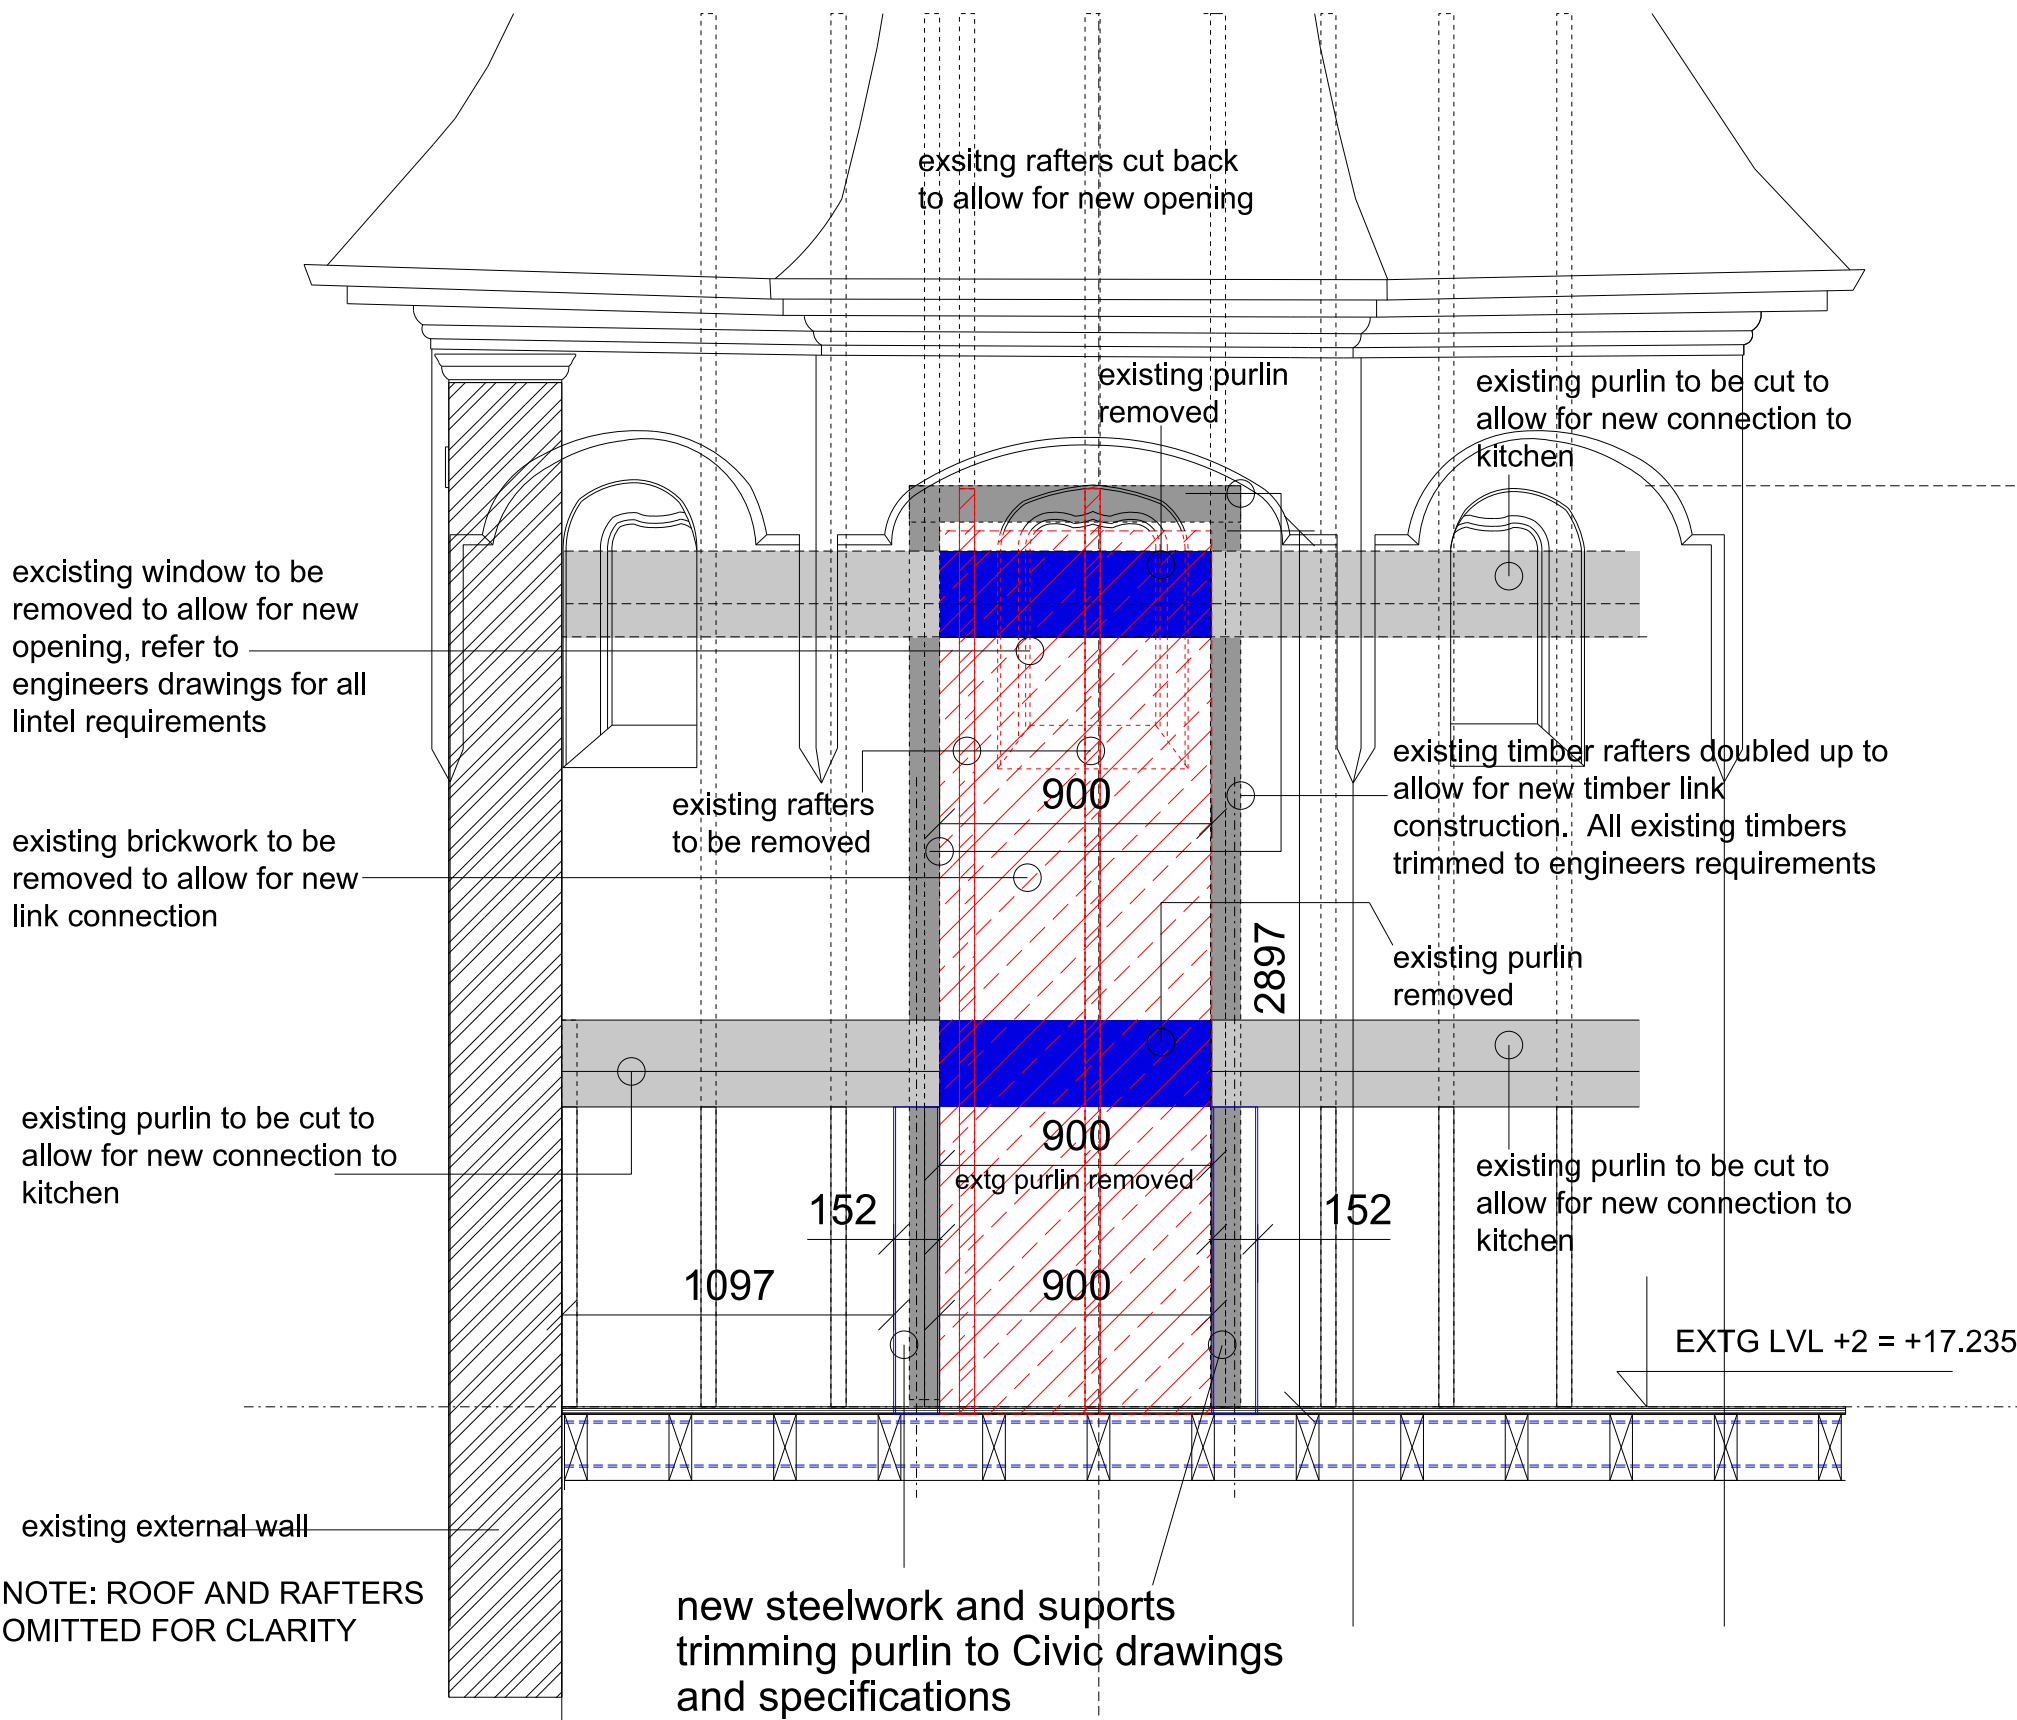 exsitng rafters cut back
to allow for new opening
existing purlin
removed
existing purlin to be cut to
allow for new connection to
kitchen
excisting window to be
removed to allow for new
opening, refer to
engineers drawings for all
lintel requirements
existing timber rafters doubled up to
allow for new timber link
construction.  All existing timbers
trimmed to engineers requirements
900
existing rafters
to be removed
existing brickwork to be
removed to allow for new
link connection
2897
existing purlin
removed
existing purlin to be cut to
allow for new connection to
kitchen
900
extg purlin removed
existing purlin to be cut to
allow for new connection to
kitchen
152
152
1097
900
EXTG LVL +2 = +17.235
existing external wall
NOTE: ROOF AND RAFTERS
OMITTED FOR CLARITY
new steelwork and suports
trimming purlin to Civic drawings
and specifications